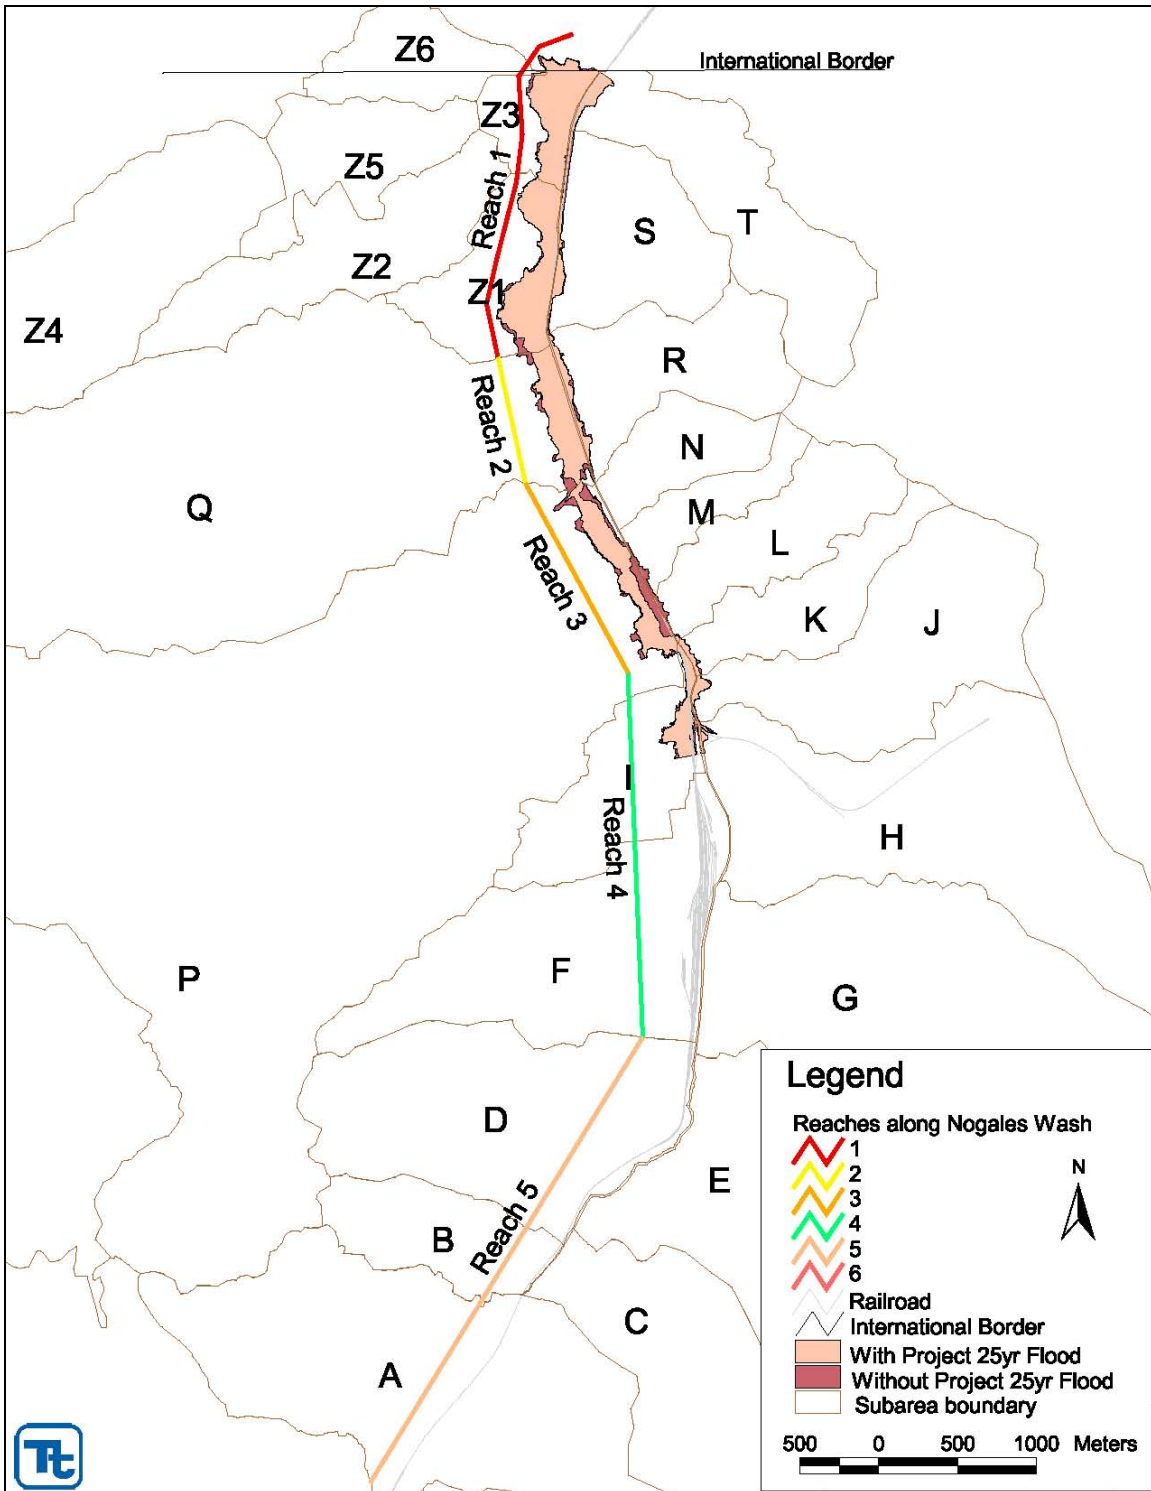 Z6
International Border
Z3
Z5
Reach 1
S
T
Z2
Z1
Z4
R
Reach 2
N
Q
M
L
Reach 3
K
J
I
Reach 4
H
F
P
G
D
E
Reach 5
B
C
A
Legend
Reaches along Nogales Wash
1
2
3
4
5
6
Railroad
International Border
With Project 25yr Flood
Without Project 25yr Flood
Subarea boundary
N
500 0 500 1000 Meters
Tt